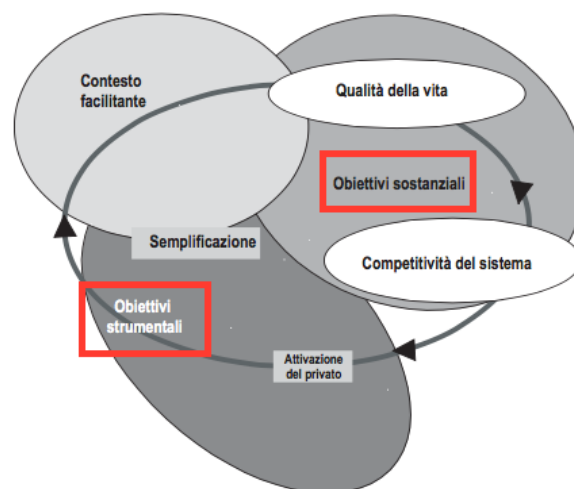 Contesto
facilitante
Qualità della vita
Obiettivi sostanziali
Semplificazione
Competitività del sistema
Obiettivi
strumentali
Attivazione
del privato